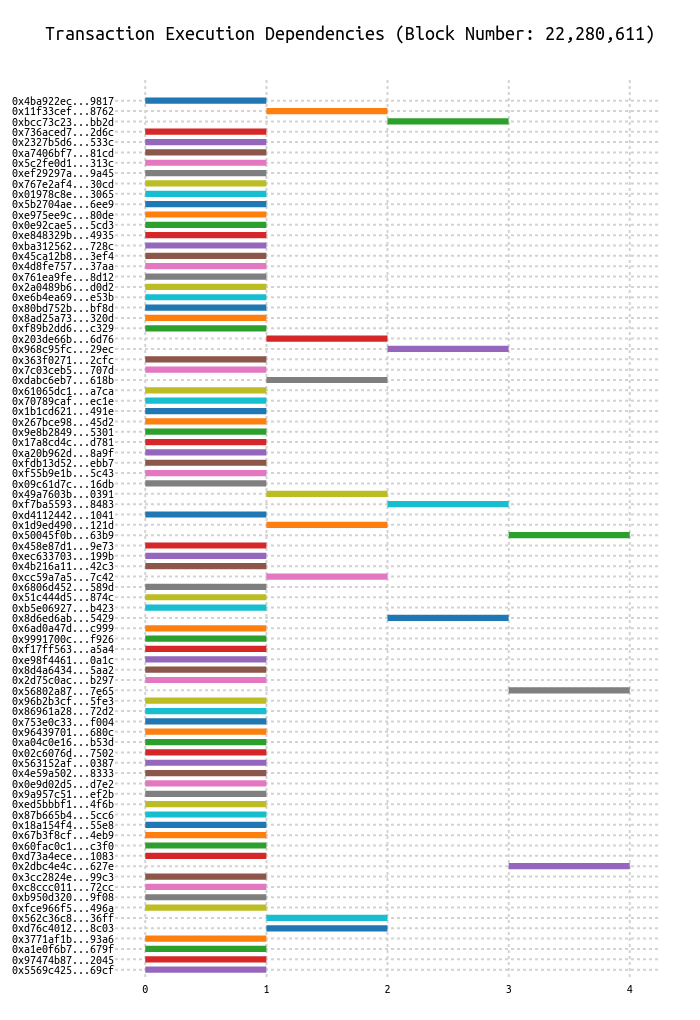 Transaction Execution Dependencies (Block Number: 22,280,611)
0x4ba922ec...9817
0x11f33cef...8762
0xbcc73c23...bb2d
0x736aced7...2d6c
0x2327b5d6...533c
0xa7406bf7...81cd
0x5c2fe0d1...313c
0xef29297a...9a45
0x767e2af4...30cd
0x01978c8e...3065
0x5b2704ae...6ee9
0xe975ee9c...80de
0x0e92cae5...5cd3
0xe848329b...4935
0xba312562...728c
0x45ca12b8...3ef4
0x4d8fe757...37aa
0x761ea9fe...8d12
0x2a0489b6...d0d2
0xe6b4ea69...e53b
0x80bd752b...bf8d
0x8ad25a73...320d
0xf89b2dd6...c329
0x203de66b...6d76
0x968c95fc...29ec
0x363f0271...2cfc
0x7c03ceb5...707d
0xdabc6eb7...618b
0x61065dc1...a7ca
0x70789caf...ec1e
0x1b1cd621...491e
0x267bce98...45d2
0x9e8b2849...5301
0x17a8cd4c...d781
0xa20b962d...8a9f
0xfdb13d52...ebb7
0xf55b9e1b...5c43
0x09c61d7c...16db
0x49a7603b...0391
0xf7ba5593...8483
0xd4112442...1041
0x1d9ed490...121d
0x50045f0b...63b9
0x458e87d1...9e73
0xec633703...199b
0x4b216a11...42c3
0xcc59a7a5...7c42
0x6806d452...589d
0x51c444d5...874c
0xb5e06927...b423
0x8d6ed6ab...5429
0x6ad0a47d...c999
0x9991700c...f926
0xf17ff563...a5a4
0xe98f4461...0a1c
0x8d4a6434...5aa2
0x2d75c0ac...b297
0x56802a87...7e65
0x96b2b3cf...5fe3
0x86961a28...72d2
0x753e0c33...f004
0x96439701...680c
0xa04c0e16...b53d
0x02c6076d...7502
0x563152af...0387
0x4e59a502...8333
0x0e9d02d5...d7e2
0x9a957c51...ef2b
0xed5bbbf1...4f6b
0x87b665b4...5cc6
0x18a154f4...55e8
0x67b3f8cf...4eb9
0x60fac0c1...c3f0
0xd73a4ece...1083
0x2dbc4e4c...627e
0x3cc2824e...99c3
0xc8ccc011...72cc
0xb950d320...9f08
0xfce966f5...496a
0x562c36c8...36ff
0xd76c4012...8c03
0x3771af1b...93a6
0xa1e0f6b7...679f
0x97474b87...2045
0x5569c425...69cf
0 1 2 3 4